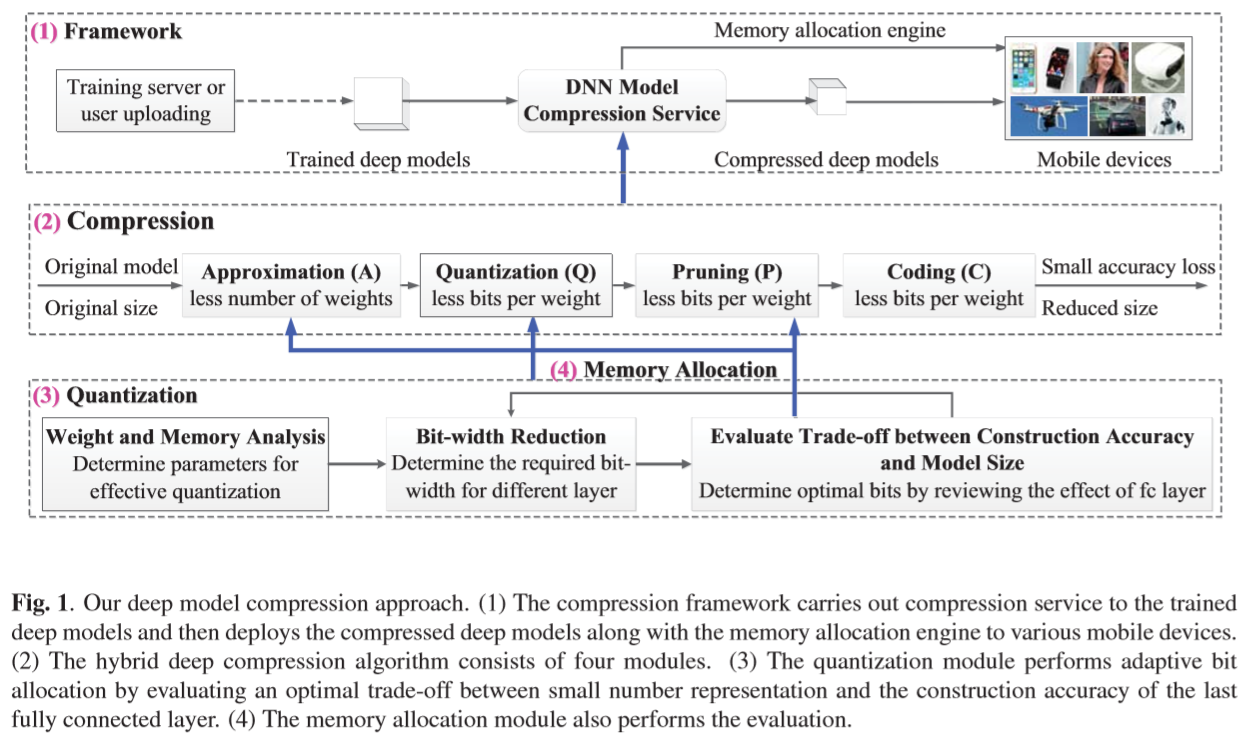 (1) Framework
Memory allocation engine
Training server or
user uploading
DNN Model
Compression Service
Trained deep models
Compressed deep models
Mobile devices
(2) Compression
Original model
Original size
Approximation (A)
less number of weights
Quantization (Q)
less bits per weight
Pruning (P)
less bits per weight
Coding (C)
less bits per weight
Small accuracy loss
Reduced size
(4) Memory Allocation
(3) Quantization
Weight and Memory Analysis
Determine parameters for
effective quantization
Bit-width Reduction
Determine the required bit-
width for different layer
Evaluate Trade-off between Construction Accuracy
and Model Size
Determine optimal bits by reviewing the effect of fc layer
Fig. 1. Our deep model compression approach. (1) The compression framework carries out compression service to the trained
deep models and then deploys the compressed deep models along with the memory allocation engine to various mobile devices.
(2) The hybrid deep compression algorithm consists of four modules. (3) The quantization module performs adaptive bit
allocation by evaluating an optimal trade-off between small number representation and the construction accuracy of the last
fully connected layer. (4) The memory allocation module also performs the evaluation.